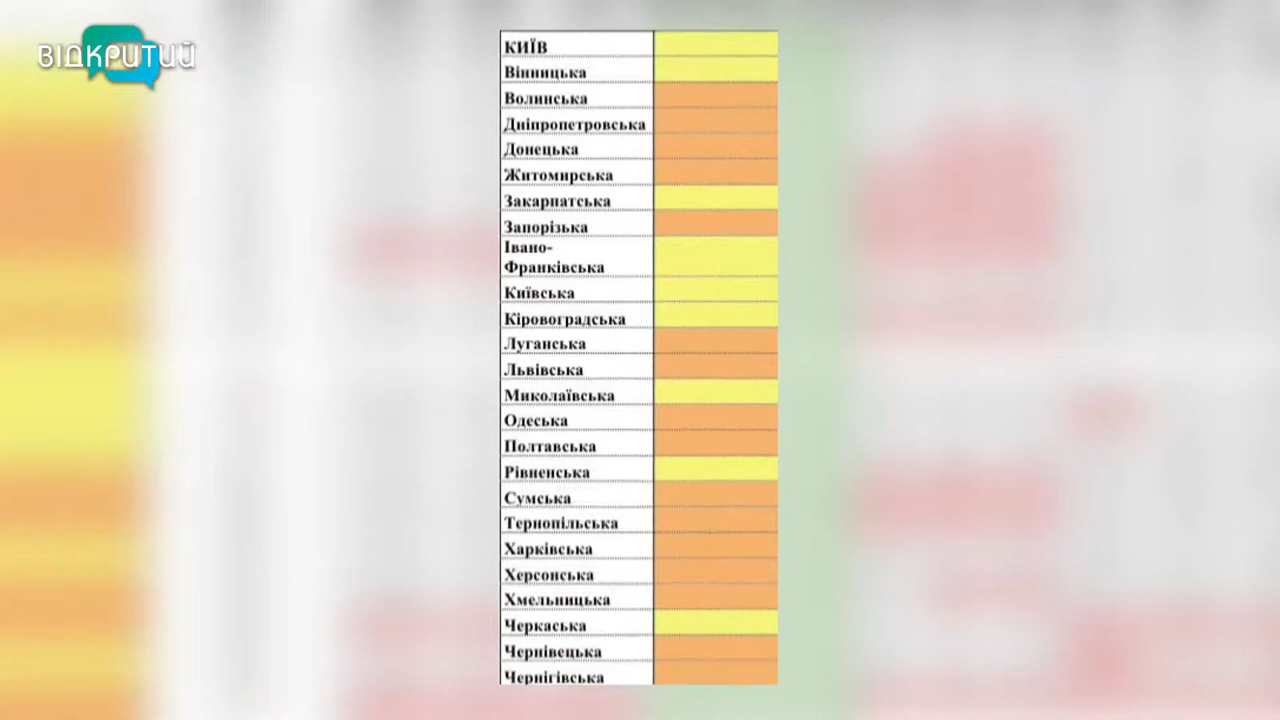 ВІДКРИТИЙ
КИЇВ
Вінницька
Волинська
Дніпропетровська
Донецька
Житомирська
Закарпатська
Запорізька
Івано-
Франківська
Київська
Кіровоградська
Луганська
Львівська
Миколаївська
Одеська
Полтавська
Рівненська
Сумська
Тернопільська
Харківська
Херсонська
Хмельницька
Черкаська
Чернівецька
Чернігівська